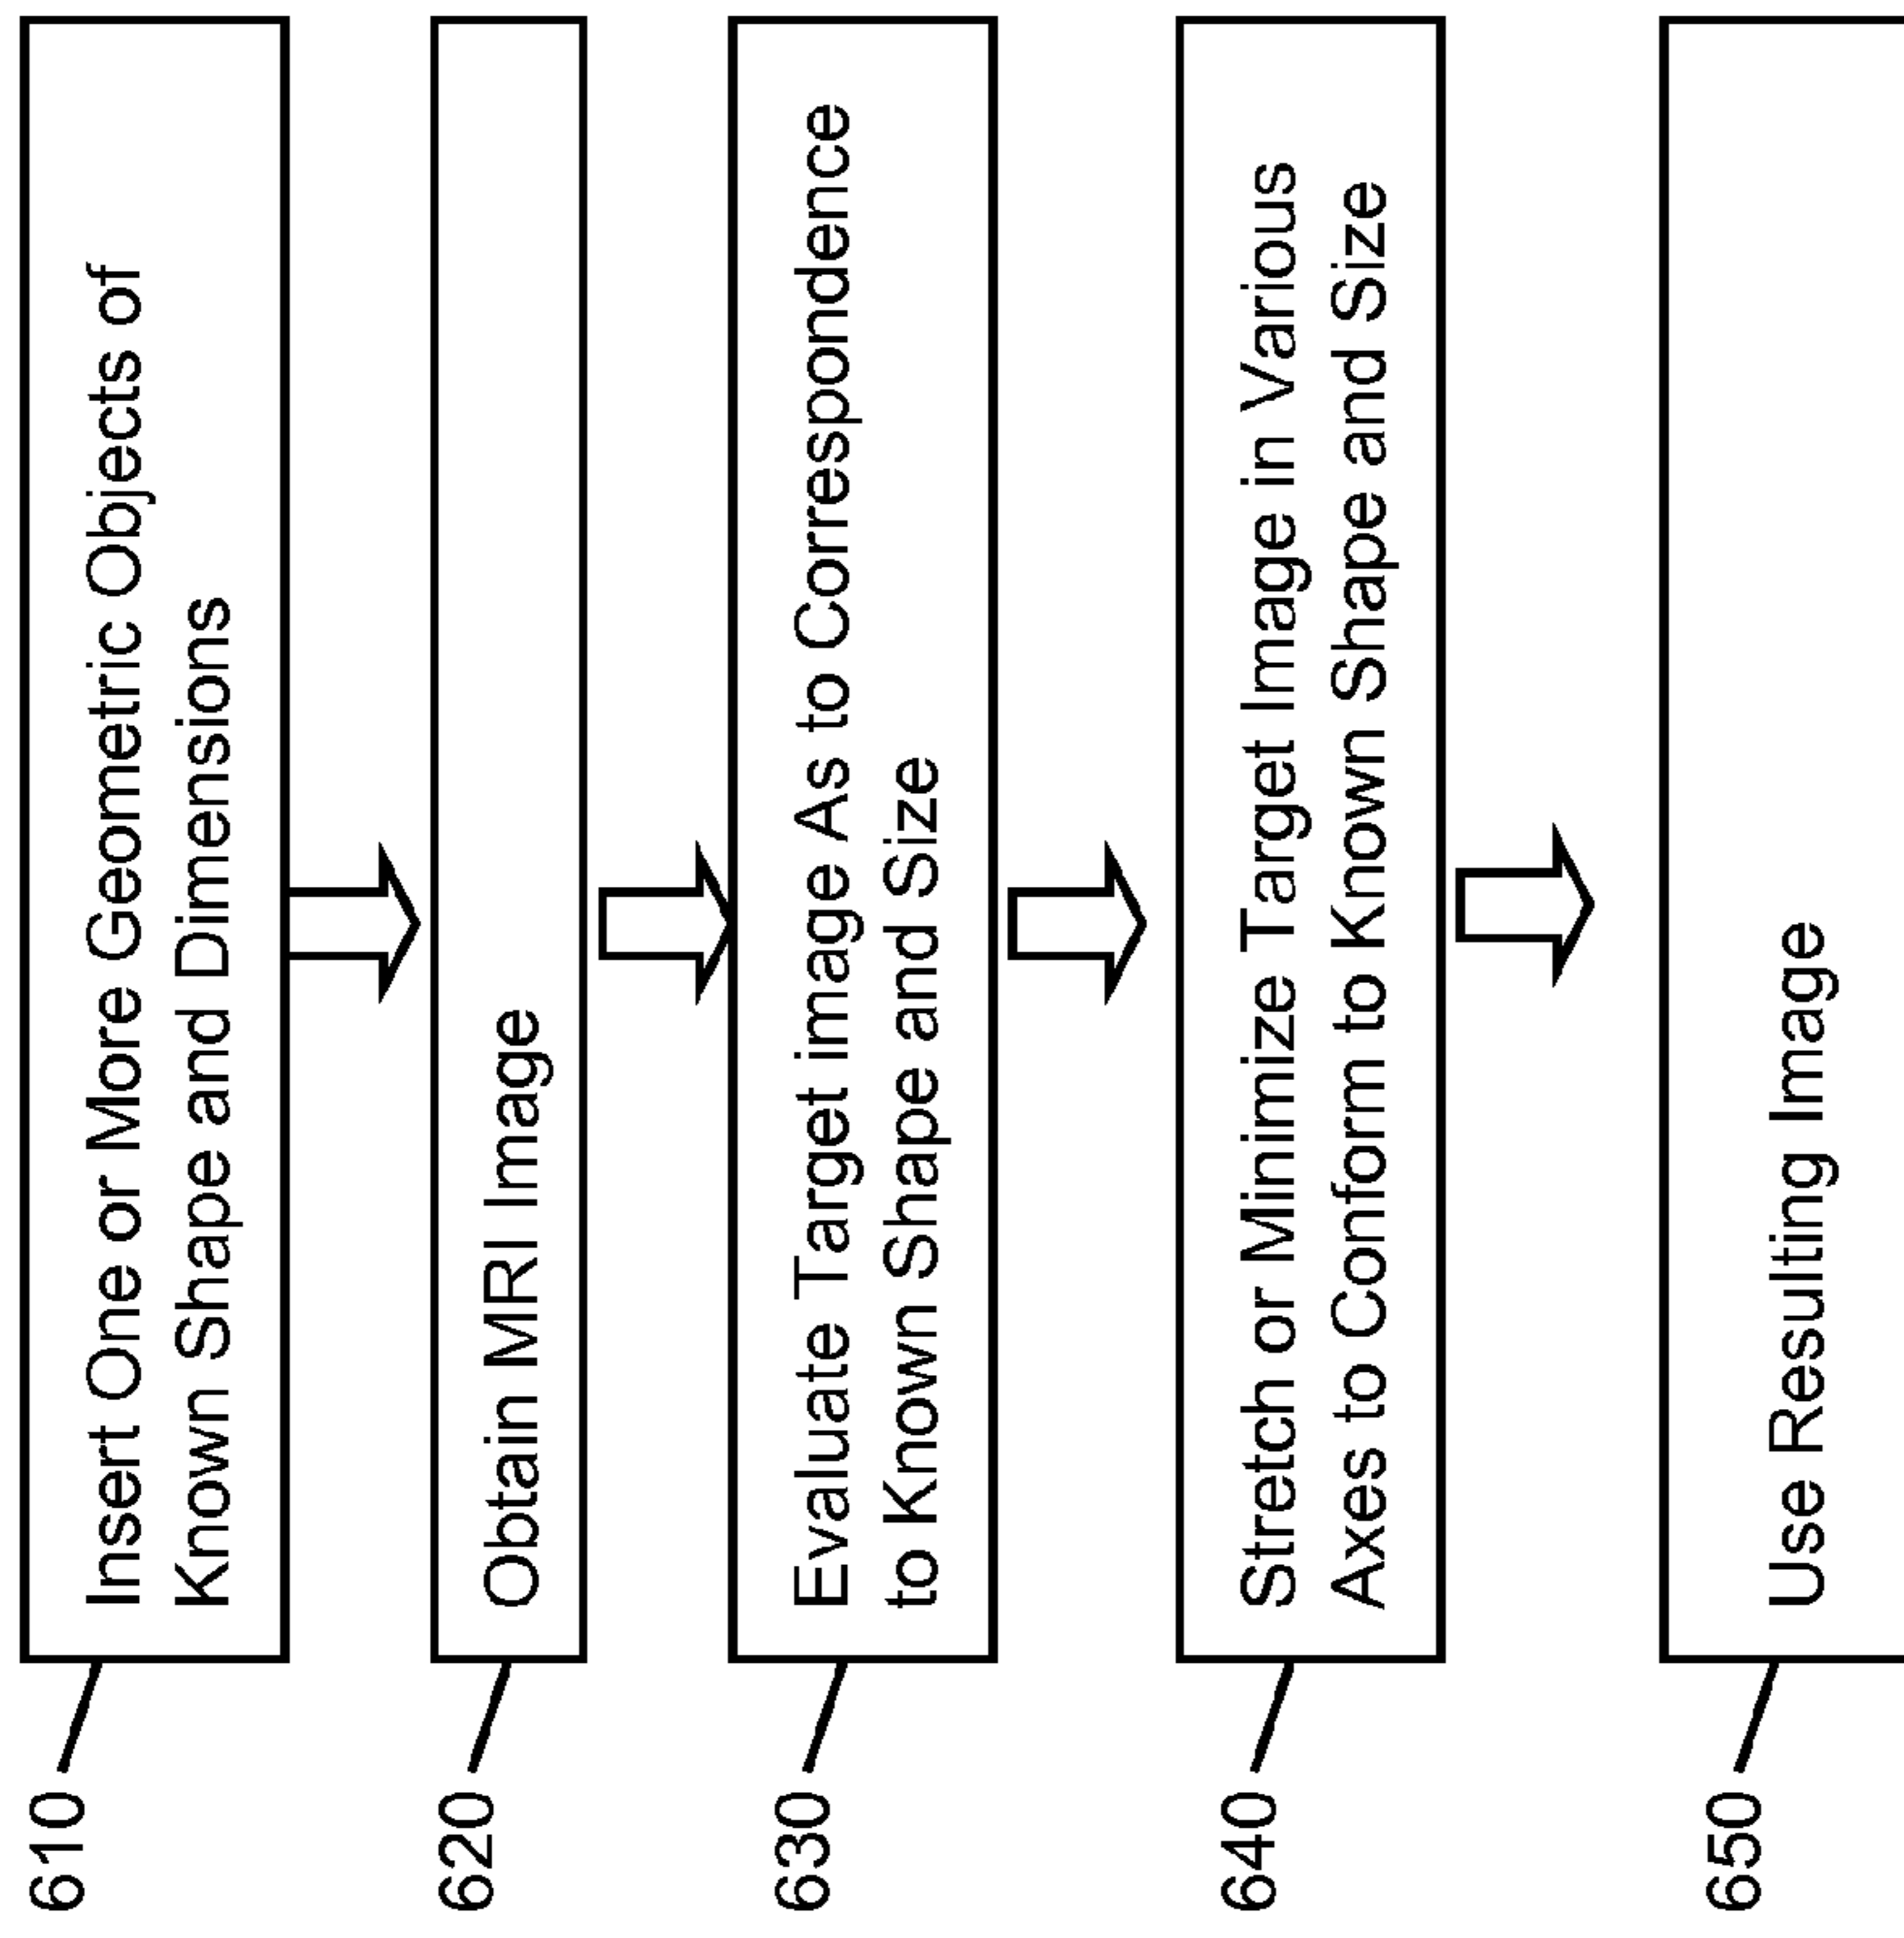 610
Insert One or More Geometric Objects of
Known Shape and Dimensions
620
Obtain MRI Image
630
Evaluate Target image As to Correspondence
to Known Shape and Size
640
Stretch or Minimize Target Image in Various
Axes to Conform to Known Shape and Size
650
Use Resulting Image